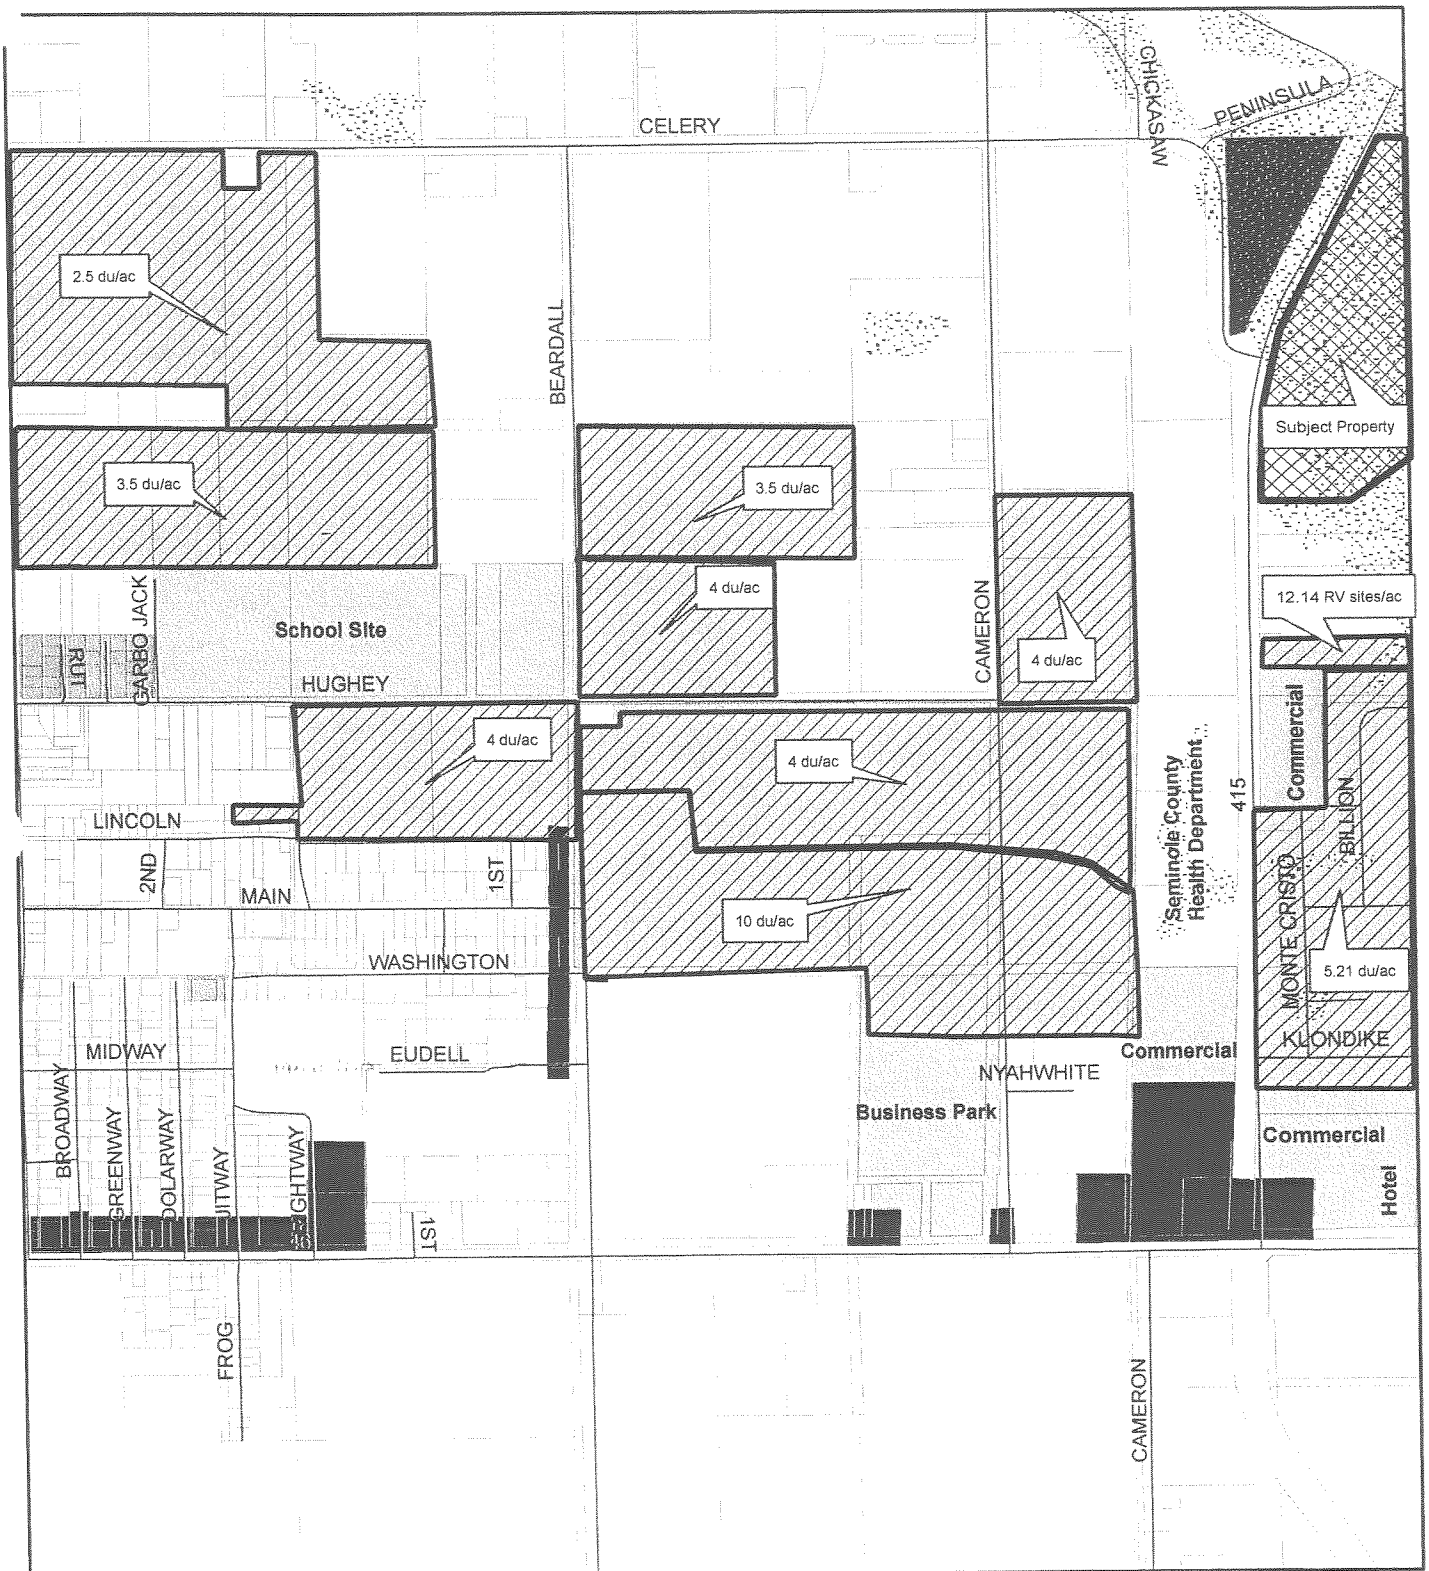 CELERY
CHICKASAW
PENINSULA
2.5 du/ac
BEARDALL
Subject Property
3.5 du/ac
3.5 du/ac
4 du/ac
12.14 RV sites/ac
GARBO JACK
School Site
RUT
HUGHEY
CAMERON
4 du/ac
4 du/ac
4 du/ac
Seminole County
Health Department
415
Commercial
BILLION
LINCOLN
2ND
MAIN
1ST
10 du/ac
MONTE CRISTO
WASHINGTON
5.21 du/ac
MIDWAY
EUDELL
KLONDIKE
Commercial
NYAHWHITE
Business Park
BROADWAY
GREENWAY
DOLARWAY
JITWAY
GHTWAY
Commercial
Hotel
1ST
FROG
CAMERON